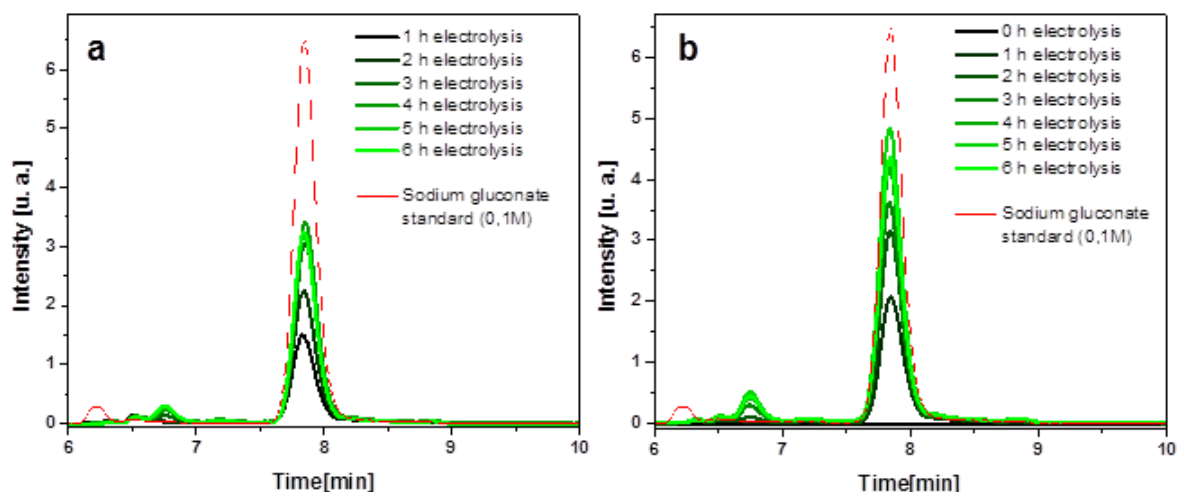 a
1 h electrolysis
2 h electrolysis
3 h electrolysis
4 h electrolysis
5 h electrolysis
6 h electrolysis
Sodium gluconate
standard (0,1M)
Intensity [u. a.]
6
5
4
3
2
1
0
6 7 8 9 10
Time[min]
b
0 h electrolysis
1 h electrolysis
2 h electrolysis
3 h electrolysis
4 h electrolysis
5 h electrolysis
6 h electrolysis
Sodium gluconate
standard (0,1M)
Intensity [u. a.]
6
5
4
3
2
1
0
6 7 8 9 10
Time[min]